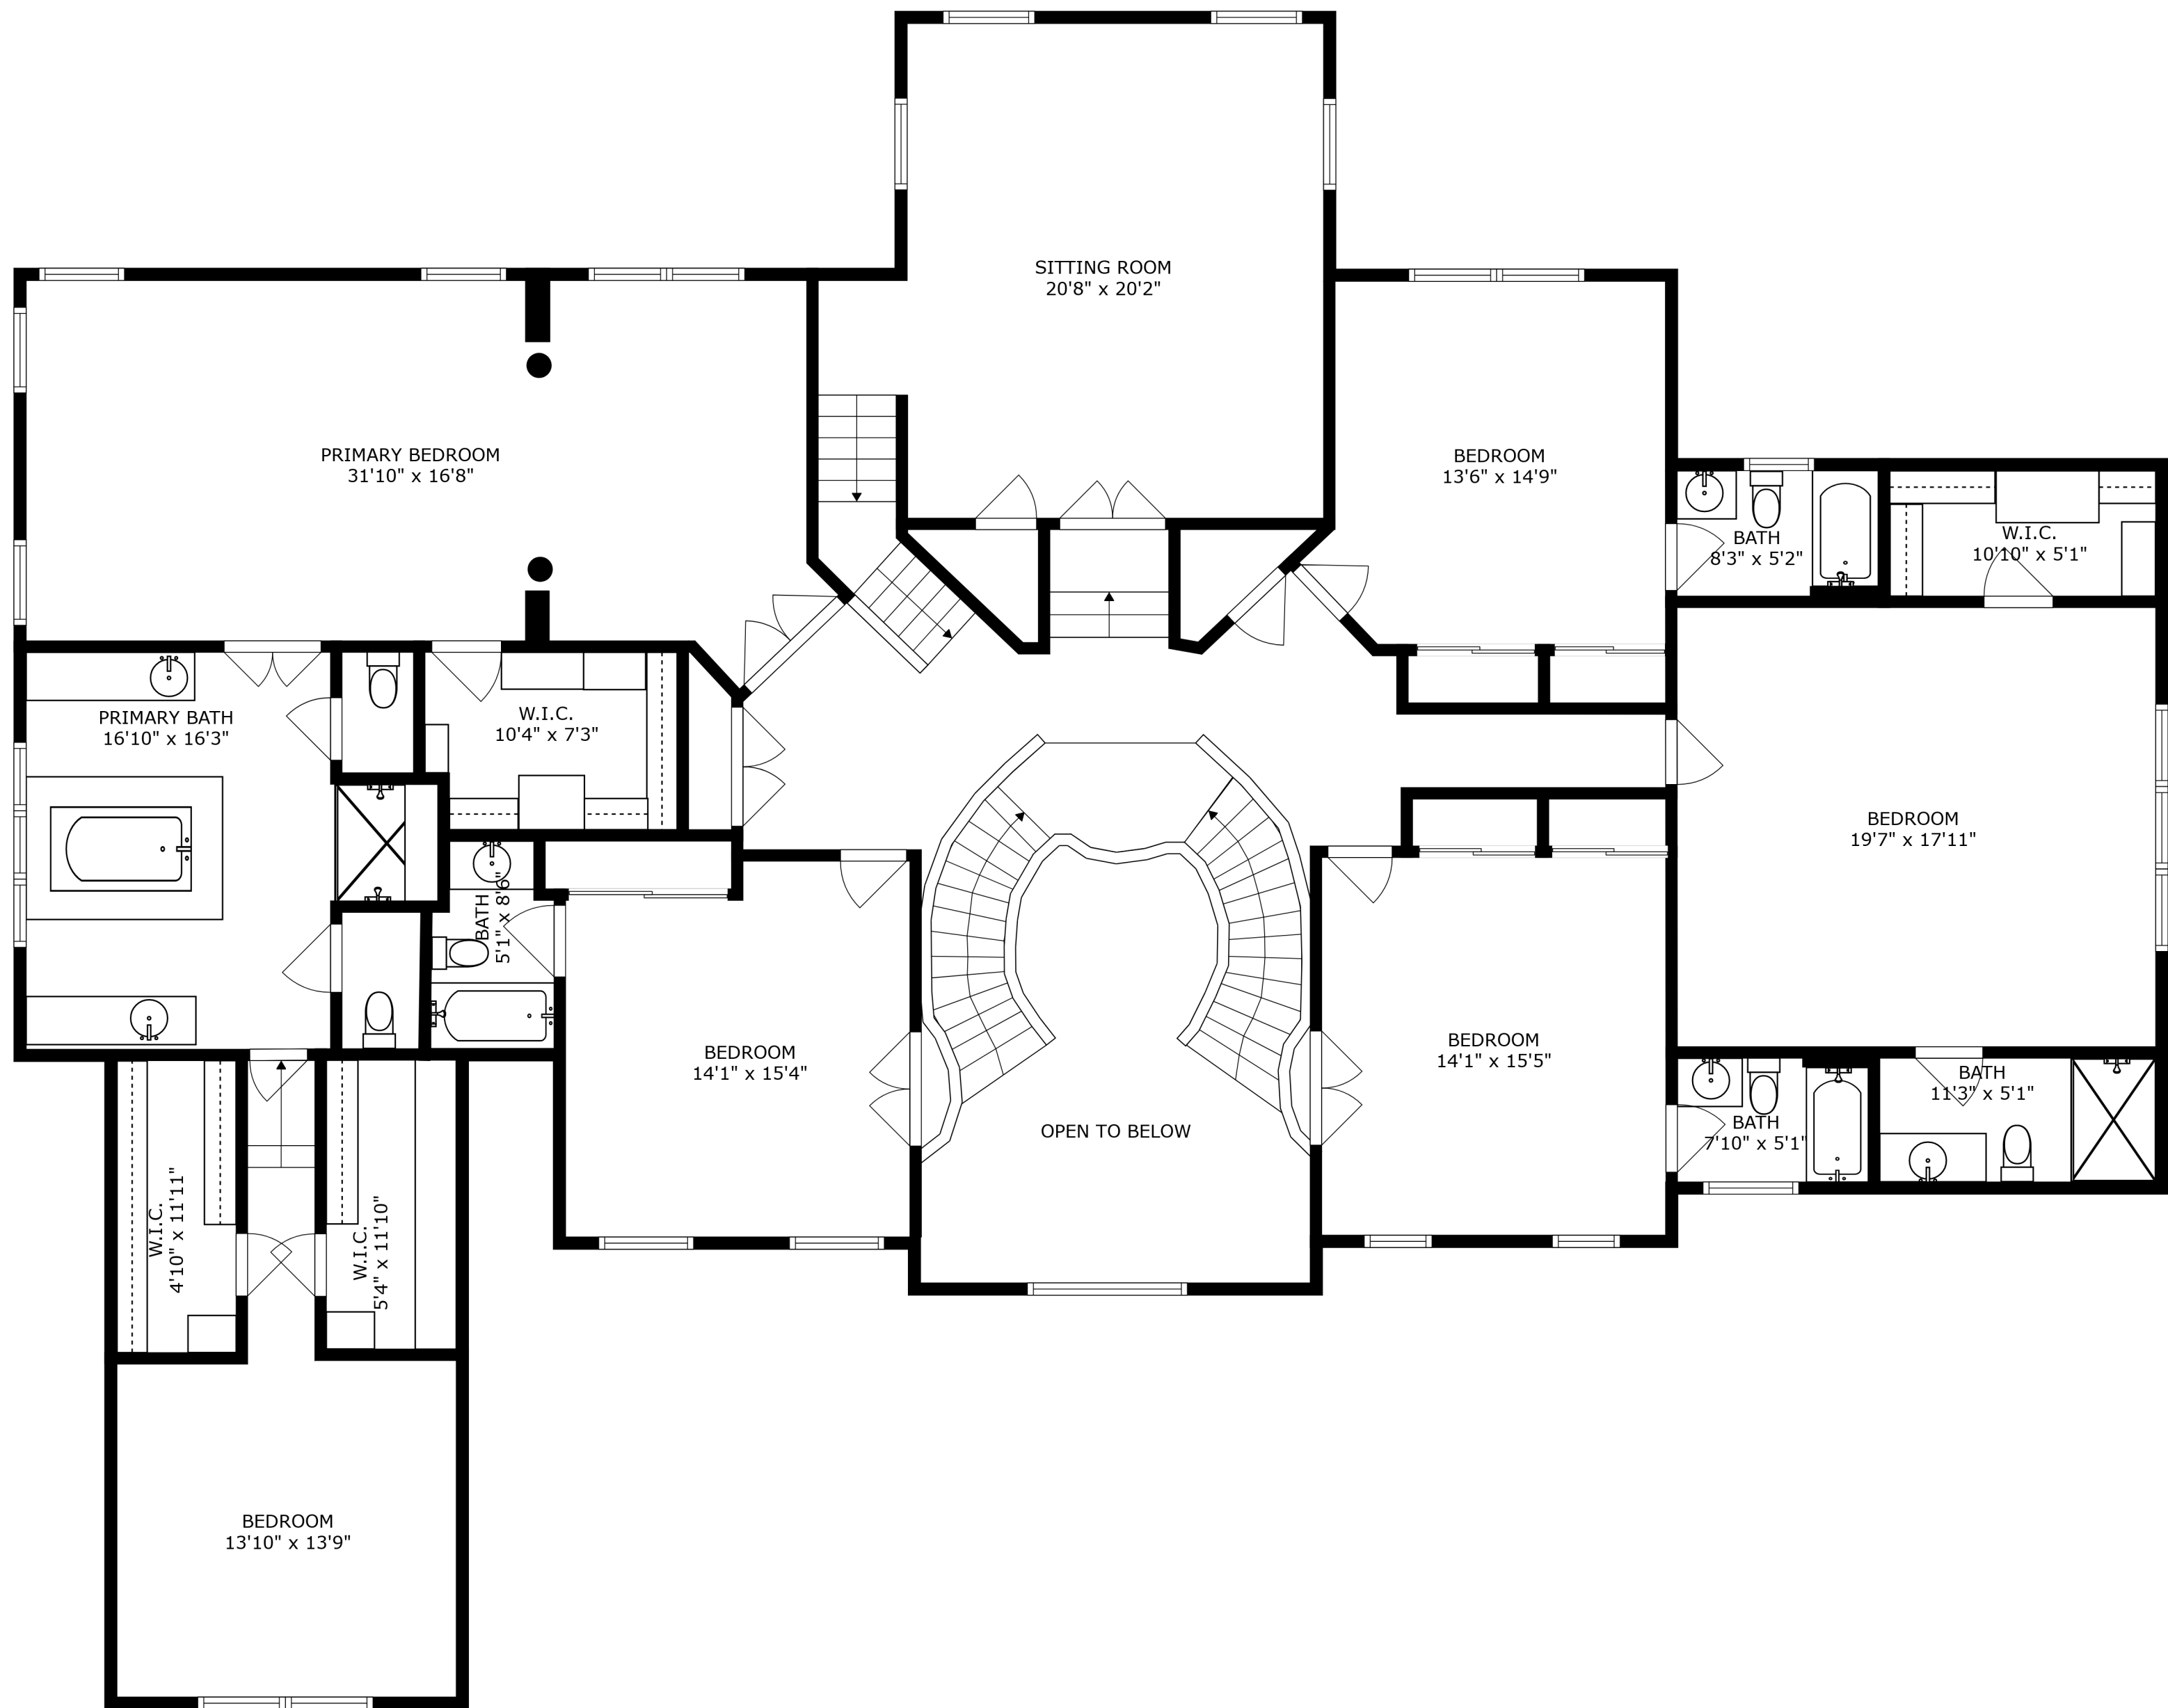 SITTING ROOM
20'8" x 20'2"
PRIMARY BEDROOM
31'10" x 16'8"
BEDROOM
13'6" x 14'9"
BATH
8'3" x 5'2"
W.I.C.
10'10" x 5'1"
PRIMARY BATH
16'10" x 16'3"
W.I.C.
10'4" x 7'3"
BEDROOM
19'7" x 17'11"
BATH
5'1" x 8'6"
BEDROOM
14'1" x 15'4"
OPEN TO BELOW
BEDROOM
14'1" x 15'5"
BATH
7'10" x 5'1"
BATH
11'3" x 5'1"
W.I.C.
4'10" x 11'11"
W.I.C.
5'4" x 11'10"
BEDROOM
13'10" x 13'9"